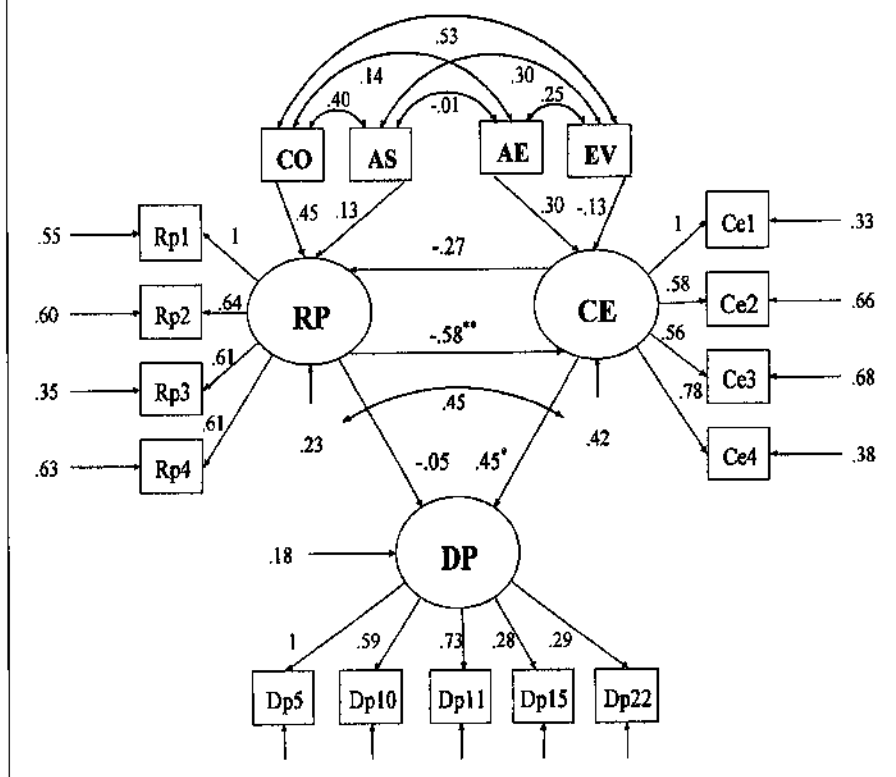 .53
.14 .30
.40 -.01 .25
CO AS AE EV
.45 .13 .30 -.13
.55 Rp1 1 -.27 1 Ce1 .33
.60 Rp2 .64 RP CE .58 Ce2 .66
-.58**
.35 Rp3 .61 .56 Ce3 .68
.61 .45 .78
.63 Rp4 .23 -.05 .45* .42 Ce4 .38
.18 DP
1 .59 .73 .28 .29
Dp5 Dp10 Dp11 Dp15 Dp22